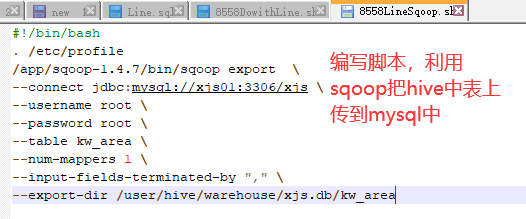 2 new Line.sq 8558DowithLine.sh 8558LineSqoop.sh
#!/bin/bash
. /etc/profile
/app/sqoop-1.4.7/bin/sqoop export \
--connect jdbc:mysql://xjs01:3306/xjs \
--username root \
--password root \
--table kw_area \
--num-mappers 1 \
--input-fields-terminated-by "," \
--export-dir /user/hive/warehouse/xjs.db/kw_area
编写脚本，利用
sqoop把hive中表上
传到mysql中